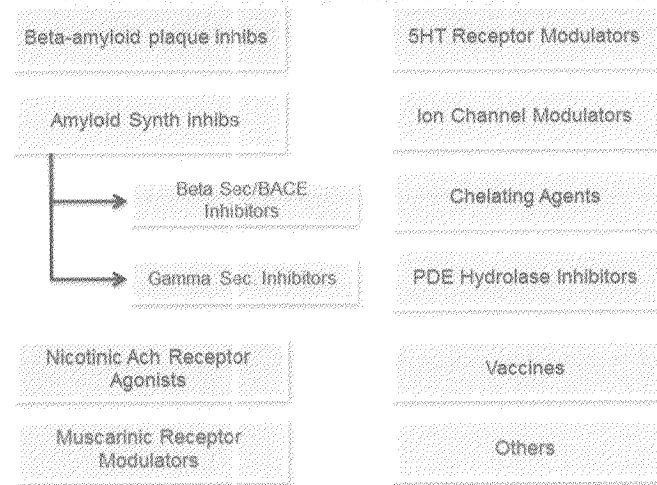 Beta-amyloid plaque inhibs
Amyloid Synth inhibs
Beta Sec/BACE
Inhibitors
Gamma Sec. Inhibitors
Nicotinic Ach Receptor
Agonists
Muscarinic Receptor
Modulators
5HT Receptor Modulators
Ion Channel Modulators
Chelating Agents
PDE Hydrolase Inhibitors
Vaccines
Others